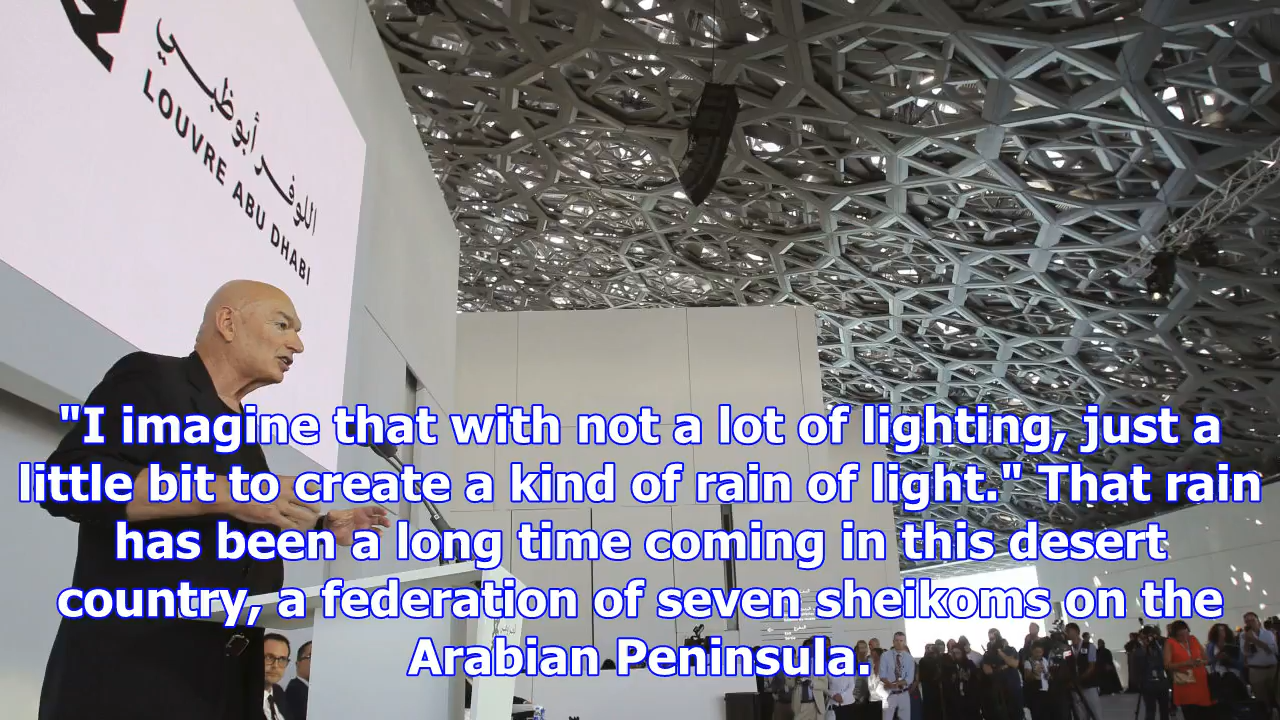 اللوفر أبوظبي
LOUVRE ABU DHABI
"I imagine that with not a lot of lighting, just a
little bit to create a kind of rain of light." That rain
has been a long time coming in this desert
country, a federation of seven sheikoms on the
Arabian Peninsula.